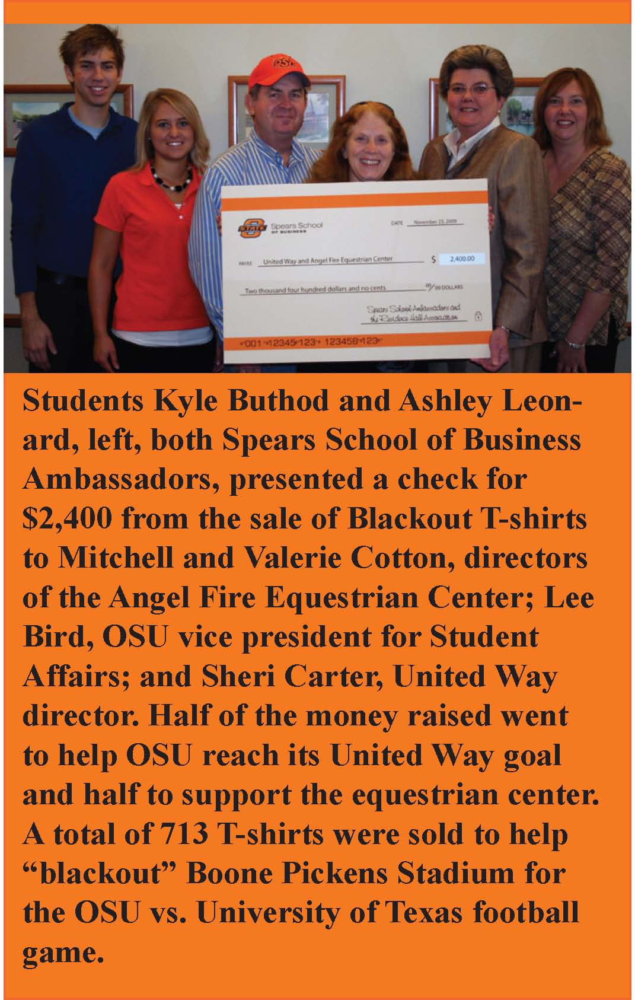 OSU
STATE
Spears School
OF BUSINESS
DATE November 23, 2009
PAYEE United Way and Angel Fire Equestrian Center $ 2,400.00
Two thousand four hundred dollars and no cents 00/00 DOLLARS
Spears School Ambassadors and
the Residence Hall Association
"001 "12345"123" 123456"123"
Students Kyle Buthod and Ashley Leon-
ard, left, both Spears School of Business
Ambassadors, presented a check for
$2,400 from the sale of Blackout T-shirts
to Mitchell and Valerie Cotton, directors
of the Angel Fire Equestrian Center; Lee
Bird, OSU vice president for Student
Affairs; and Sheri Carter, United Way
director. Half of the money raised went
to help OSU reach its United Way goal
and half to support the equestrian center.
A total of 713 T-shirts were sold to help
“blackout” Boone Pickens Stadium for
the OSU vs. University of Texas football
game.